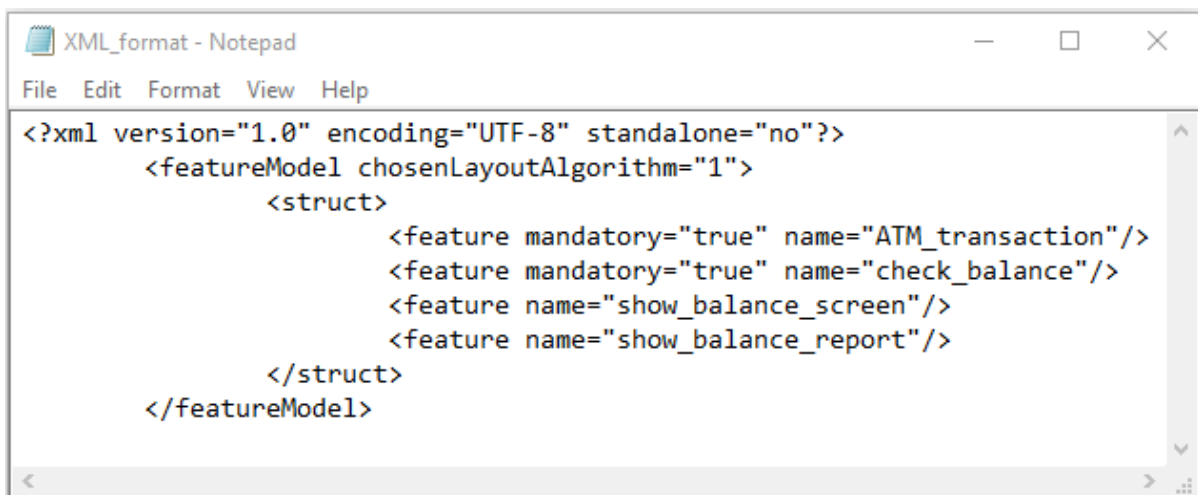 XML_format - Notepad
File Edit Format View Help
<?xml version="1.0" encoding="UTF-8" standalone="no"?>
<featureModel chosenLayoutAlgorithm="1">
<struct>
<feature mandatory="true" name="ATM_transaction"/>
<feature mandatory="true" name="check_balance"/>
<feature name="show_balance_screen"/>
<feature name="show_balance_report"/>
</struct>
</featureModel>